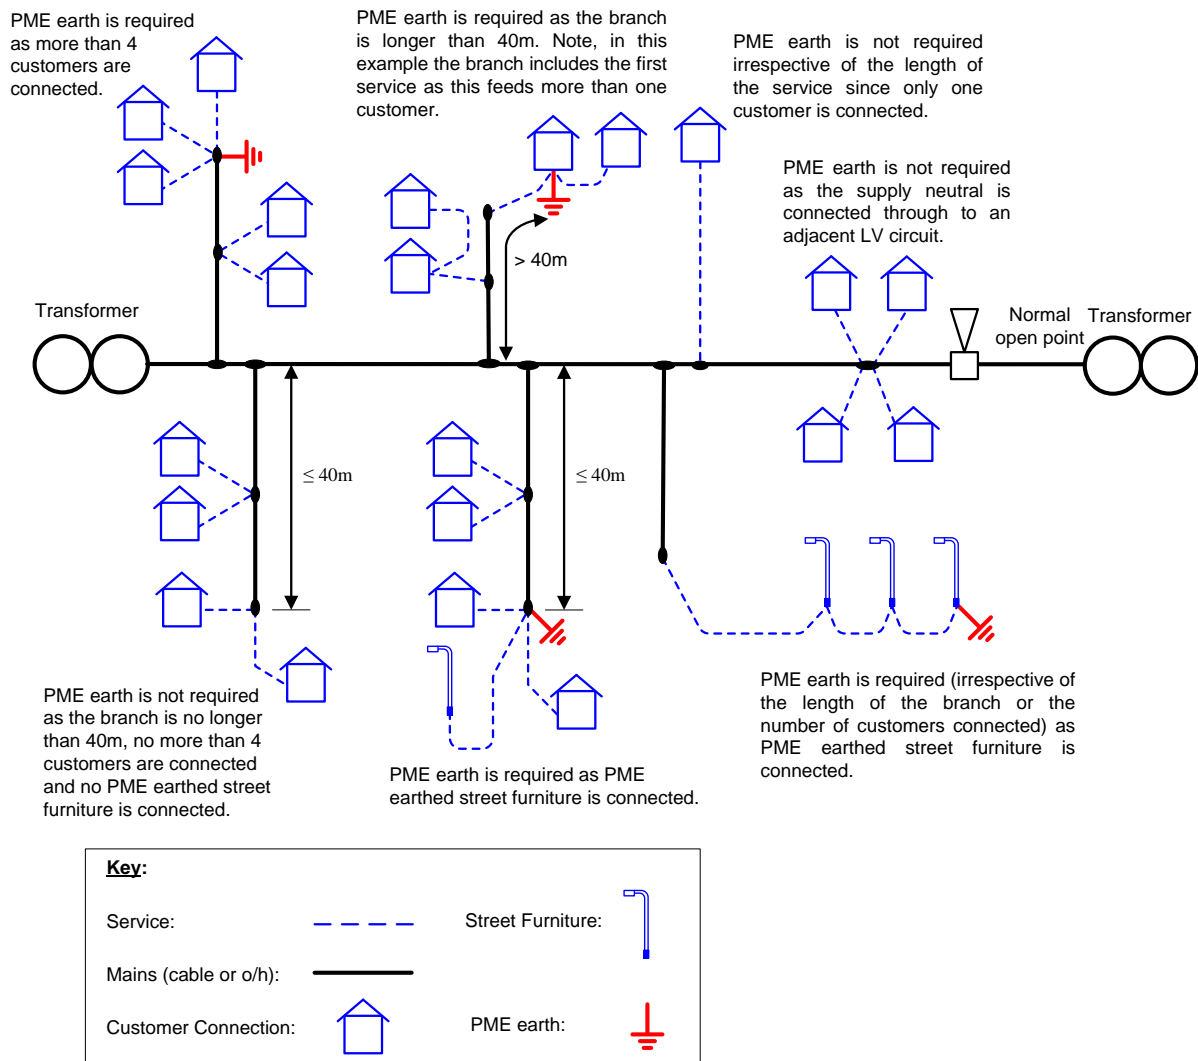 PME earth is required
as more than 4
customers are
connected.
PME earth is required as the branch
is longer than 40m. Note, in this
example the branch includes the first
service as this feeds more than one
customer.
PME earth is not required
irrespective of the length of
the service since only one
customer is connected.
PME earth is not required
as the supply neutral is
connected through to an
adjacent LV circuit.
> 40m
Transformer
Normal
open point
Transformer
≤ 40m
≤ 40m
PME earth is not required
as the branch is no longer
than 40m, no more than 4
customers are connected
and no PME earthed street
furniture is connected.
PME earth is required as PME
earthed street furniture is connected.
PME earth is required (irrespective of
the length of the branch or the
number of customers connected) as
PME earthed street furniture is
connected.
Key:
Service:
Street Furniture:
Mains (cable or o/h):
Customer Connection:
PME earth: